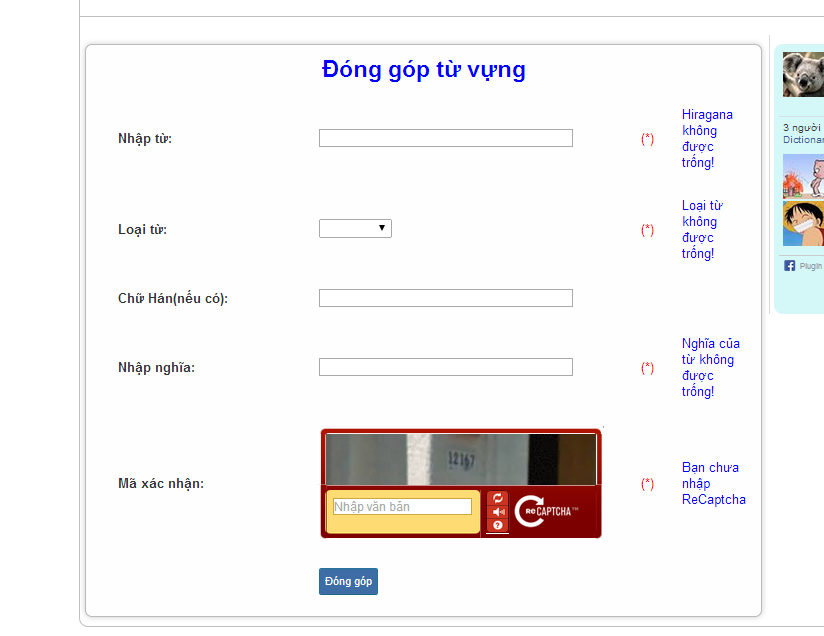 Đóng góp từ vựng
Nhập từ:
(*)
Hiragana
không
được
trống!
Loại từ:
(*)
Loại từ
không
được
trống!
Chữ Hán(nếu có):
Nhập nghĩa:
(*)
Nghĩa của
từ không
được
trống!
Mã xác nhận:
12167
Nhập văn bản
reCAPTCHA™
(*)
Bạn chưa
nhập
ReCaptcha
Đóng góp
3 người
Dictionar
Plugin